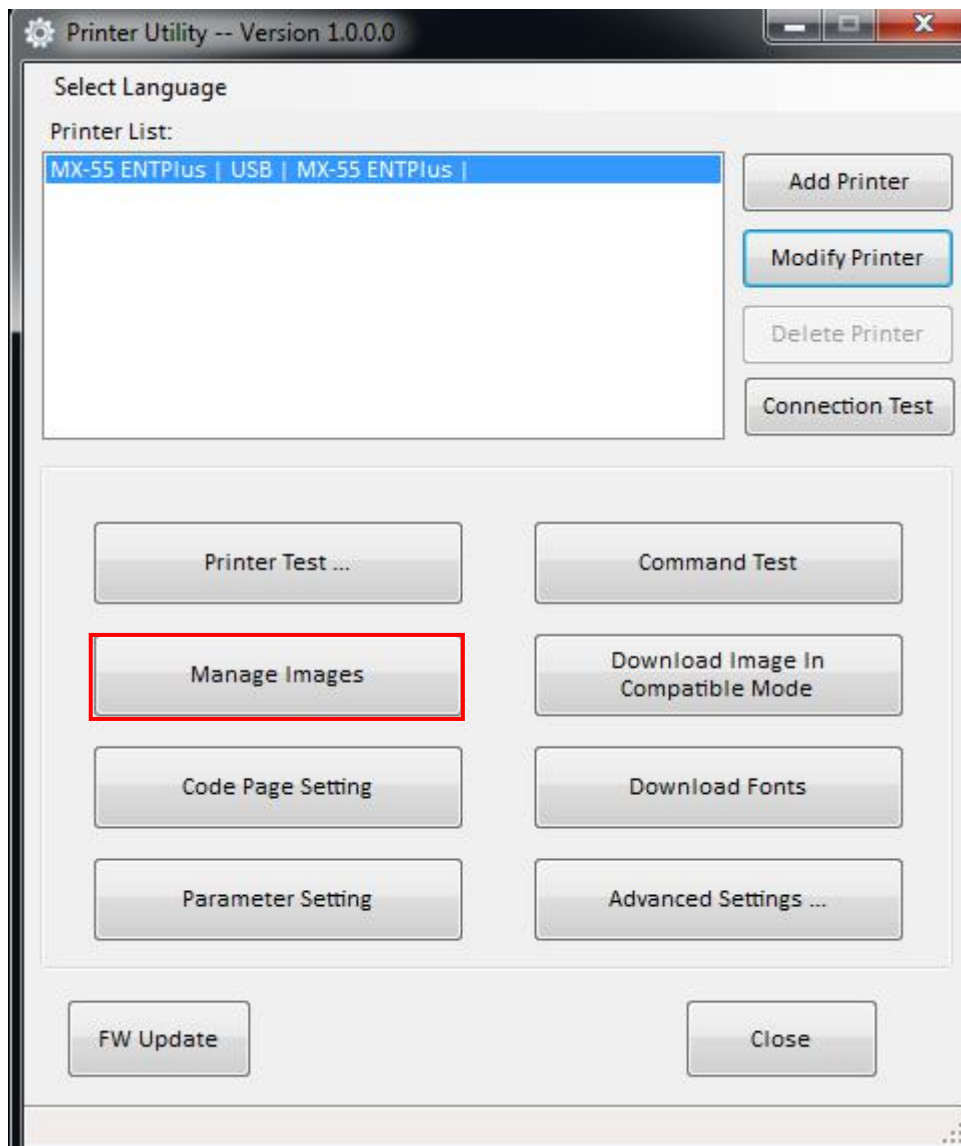 Printer Utility -- Version 1.0.0.0
Select Language
Printer List:
MX-55 ENTPlus | USB | MX-55 ENTPlus |
Add Printer
Modify Printer
Delete Printer
Connection Test
Printer Test ...
Command Test
Manage Images
Download Image In
Compatible Mode
Code Page Setting
Download Fonts
Parameter Setting
Advanced Settings ...
FW Update
Close